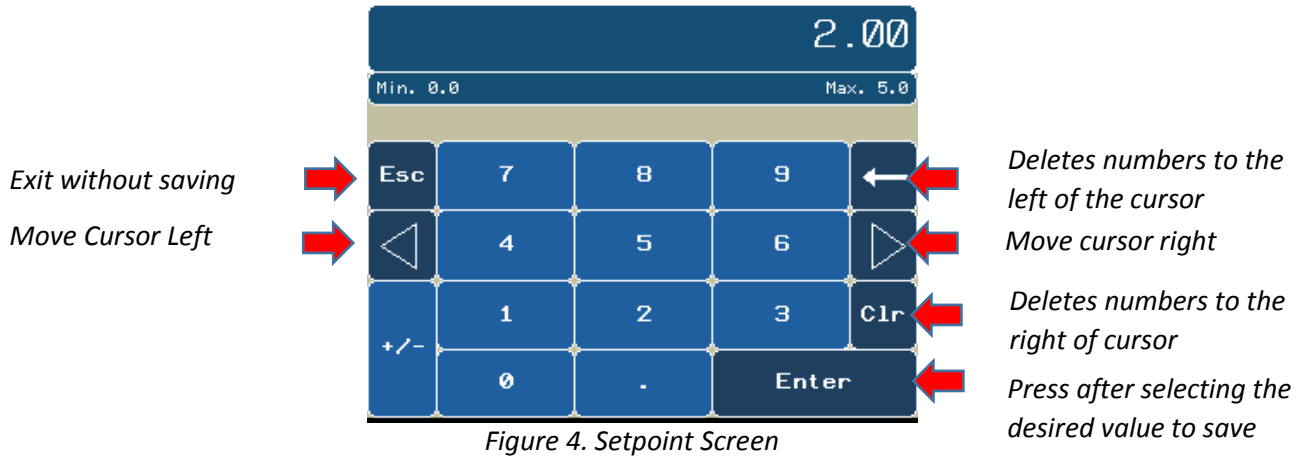 2.00
Min. 0.0 Max. 5.0
Exit without saving
Esc 7 8 9
Deletes numbers to the
left of the cursor
Move Cursor Left
4 5 6
Move cursor right
1 2 3 Clr
Deletes numbers to the
right of cursor
+/-
0 . Enter
Press after selecting the
desired value to save
Figure 4. Setpoint Screen